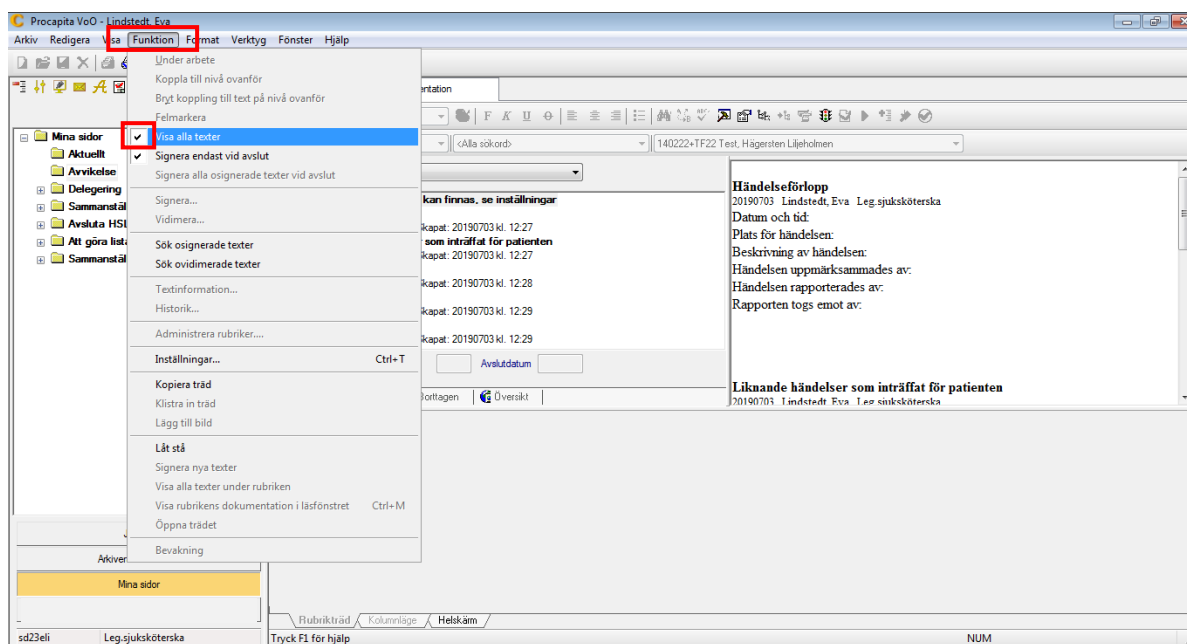 Procapita VoO - Lindstedt, Eva
Arkiv Redigera Visa Funktion Format Verktyg Fönster Hjälp
Under arbete
Koppla till nivå ovanför
Bryt koppling till text på nivå ovanför
Felmarkera
Visa alla texter
Signera endast vid avslut
Signera alla osignerade texter vid avslut
Signera...
Vidimera...
Sök osignerade texter
Sök ovidimerade texter
Textinformation...
Historik...
Administrera rubriker....
Inställningar... Ctrl+T
Kopiera träd
Klistra in träd
Lägg till bild
Låt stå
Signera nya texter
Visa alla texter under rubriken
Visa rubrikens dokumentation i läsfönstret Ctrl+M
Öppna trädet
Bevakning
Mina sidor
Aktuellt
Avvikelse
Delegering
Sammanstäl
Avsluta HSL
Att göra lista
Sammanstäl
Arkiver
Mina sidor
entation
F K U
<Alla sökord>
140222+TF22 Test, Hägersten Liljeholmen
kan finnas, se inställningar
kapat: 20190703 kl. 12:27
som inträffat för patienten
kapat: 20190703 kl. 12:27
kapat: 20190703 kl. 12:28
kapat: 20190703 kl. 12:29
kapat: 20190703 kl. 12:29
Avslutdatum
Borttagen Översikt
Händelseförlopp
20190703 Lindstedt, Eva Leg.sjuksköterska
Datum och tid:
Plats för händelsen:
Beskrivning av händelsen:
Händelsen uppmärksammades av:
Händelsen rapporterades av:
Rapporten togs emot av:
Liknande händelser som inträffat för patienten
20190703 Lindstedt, Eva Leg.sjuksköterska
Rubrikträd Kolumnläge Helskärm
sd23eli Leg.sjuksköterska Tryck F1 för hjälp NUM